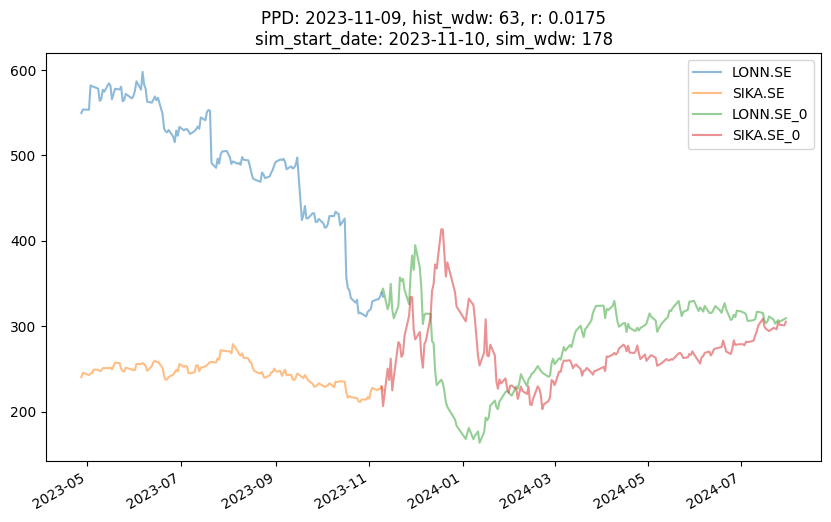 PPD: 2023-11-09, hist_wdw: 63, r: 0.0175
sim_start_date: 2023-11-10, sim_wdw: 178
LONN.SE
SIKA.SE
LONN.SE_0
SIKA.SE_0
600
500
400
300
200
2023-05
2023-07
2023-09
2023-11
2024-01
2024-03
2024-05
2024-07